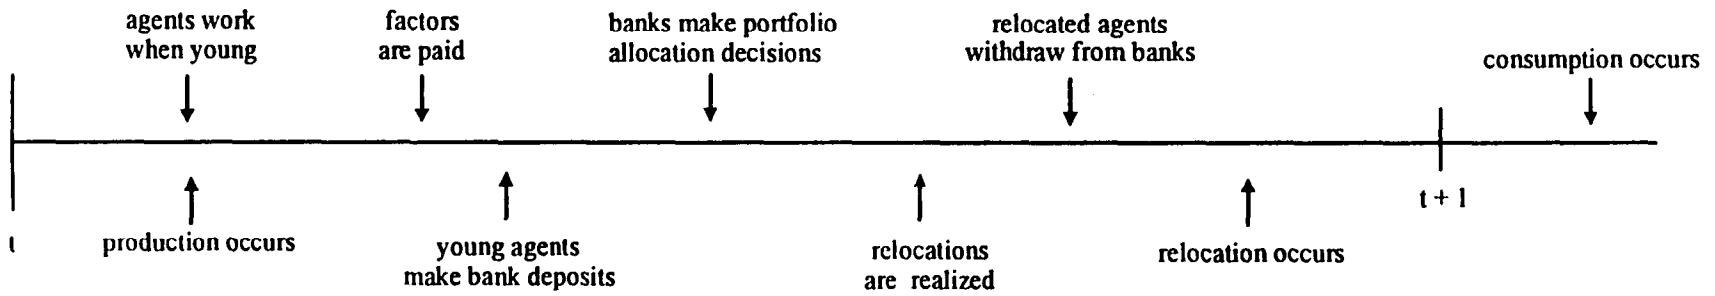 agents work
when young
factors
are paid
banks make portfolio
allocation decisions
relocated agents
withdraw from banks
consumption occurs
t
production occurs
young agents
make bank deposits
relocations
are realized
relocation occurs
t + 1